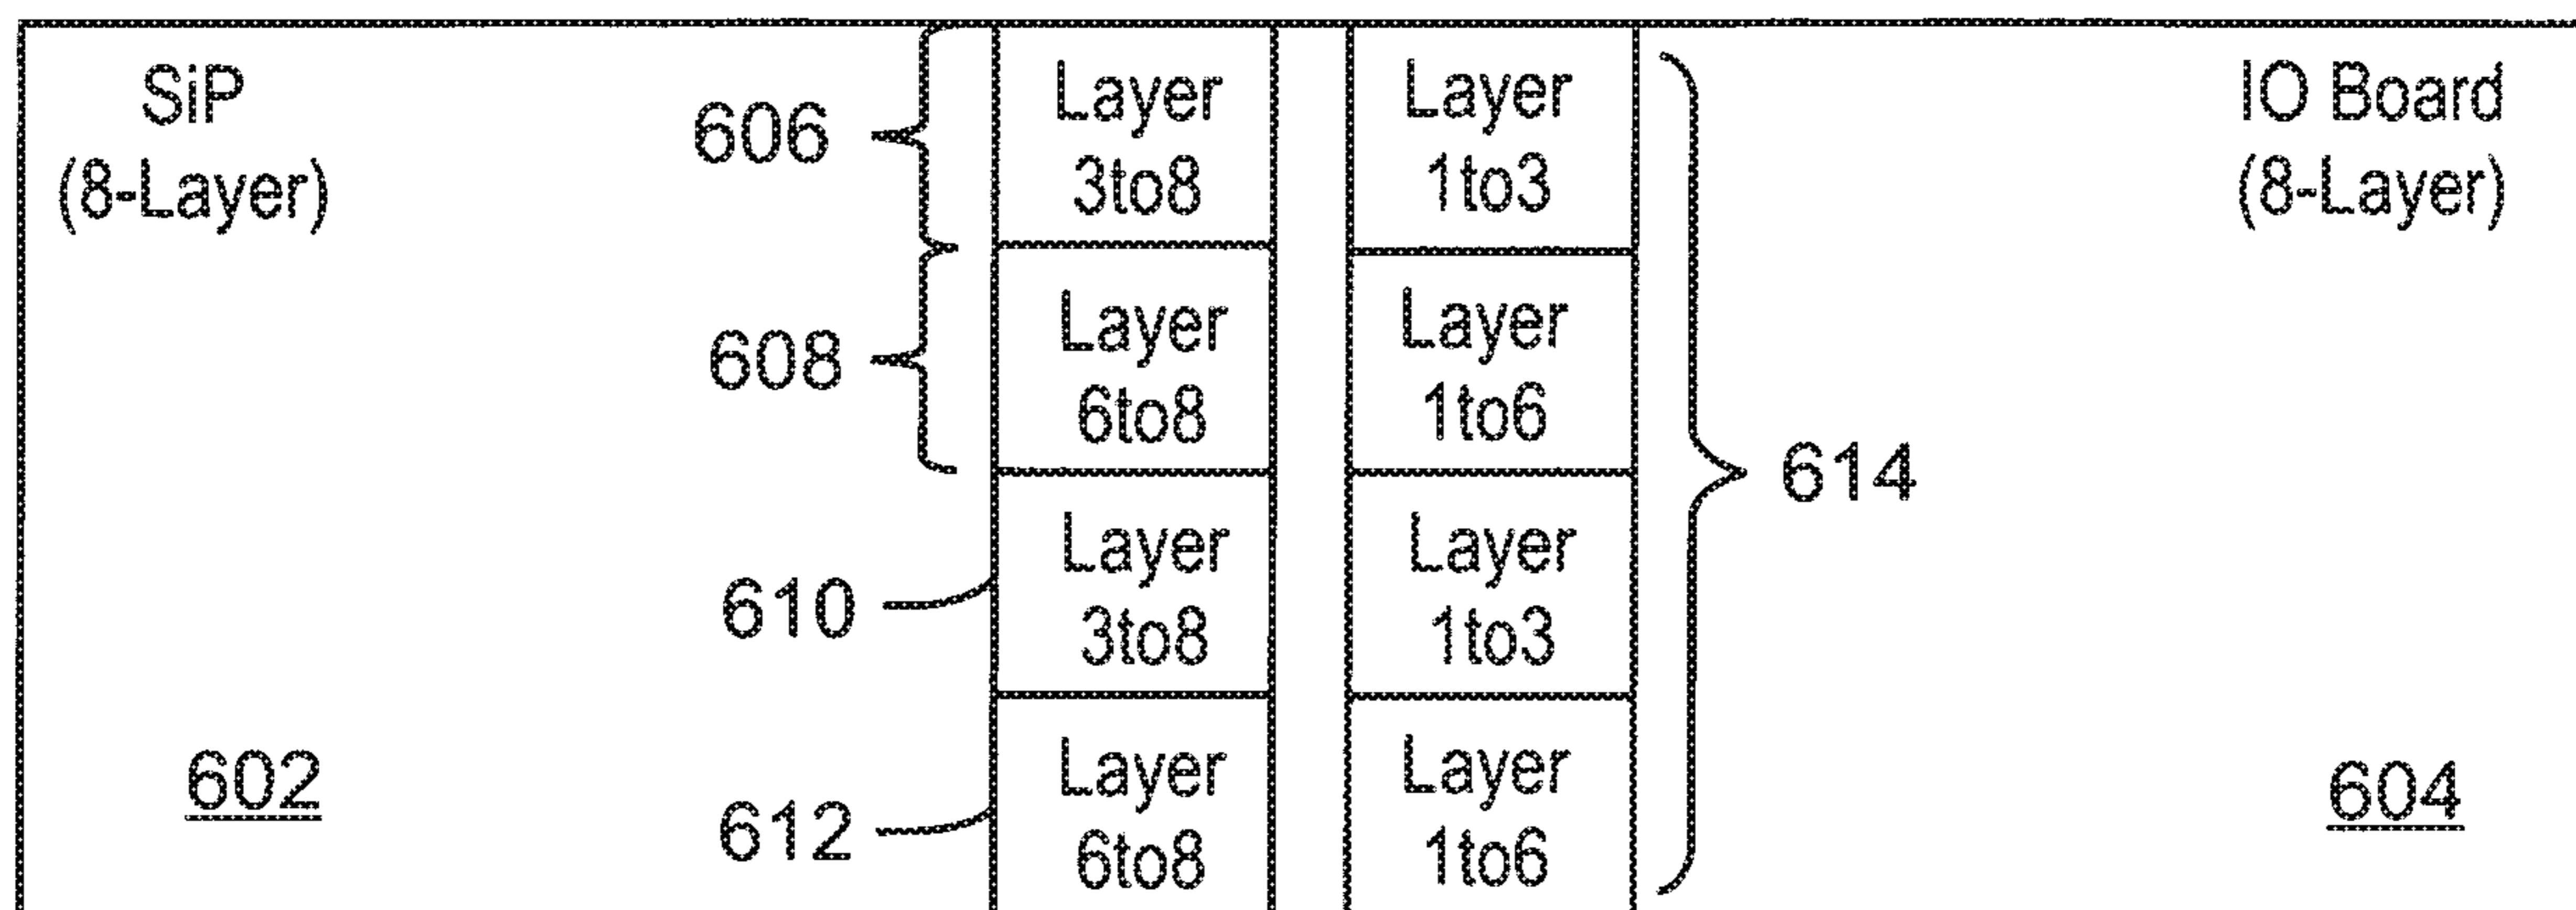 SiP
(8-Layer)
606
Layer
3to8
Layer
1to3
IO Board
(8-Layer)
608
Layer
6to8
Layer
1to6
614
610
Layer
3to8
Layer
1to3
602
612
Layer
6to8
Layer
1to6
604